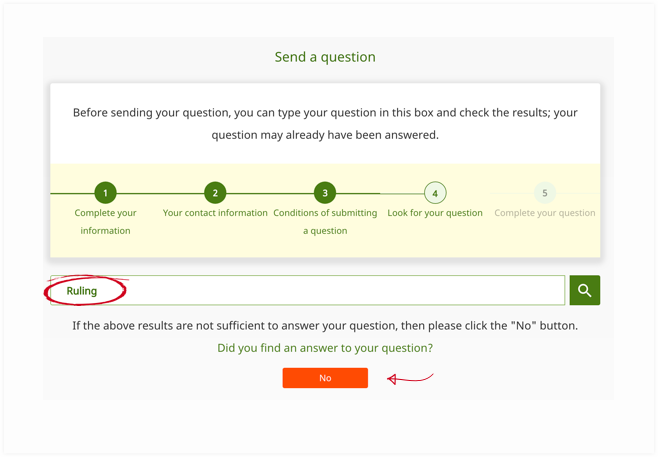 Send a question
Before sending your question, you can type your question in this box and check the results; your
question may already have been answered.
1
2
3
4
5
Complete your
information
Your contact information
Conditions of submitting
a question
Look for your question
Complete your question
Ruling
If the above results are not sufficient to answer your question, then please click the "No" button.
Did you find an answer to your question?
No